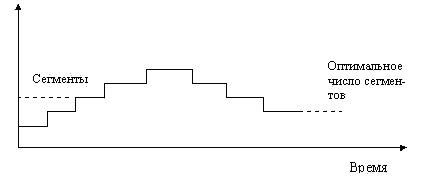 Сегменты
Оптимальное
число сегмен-
тов
Время